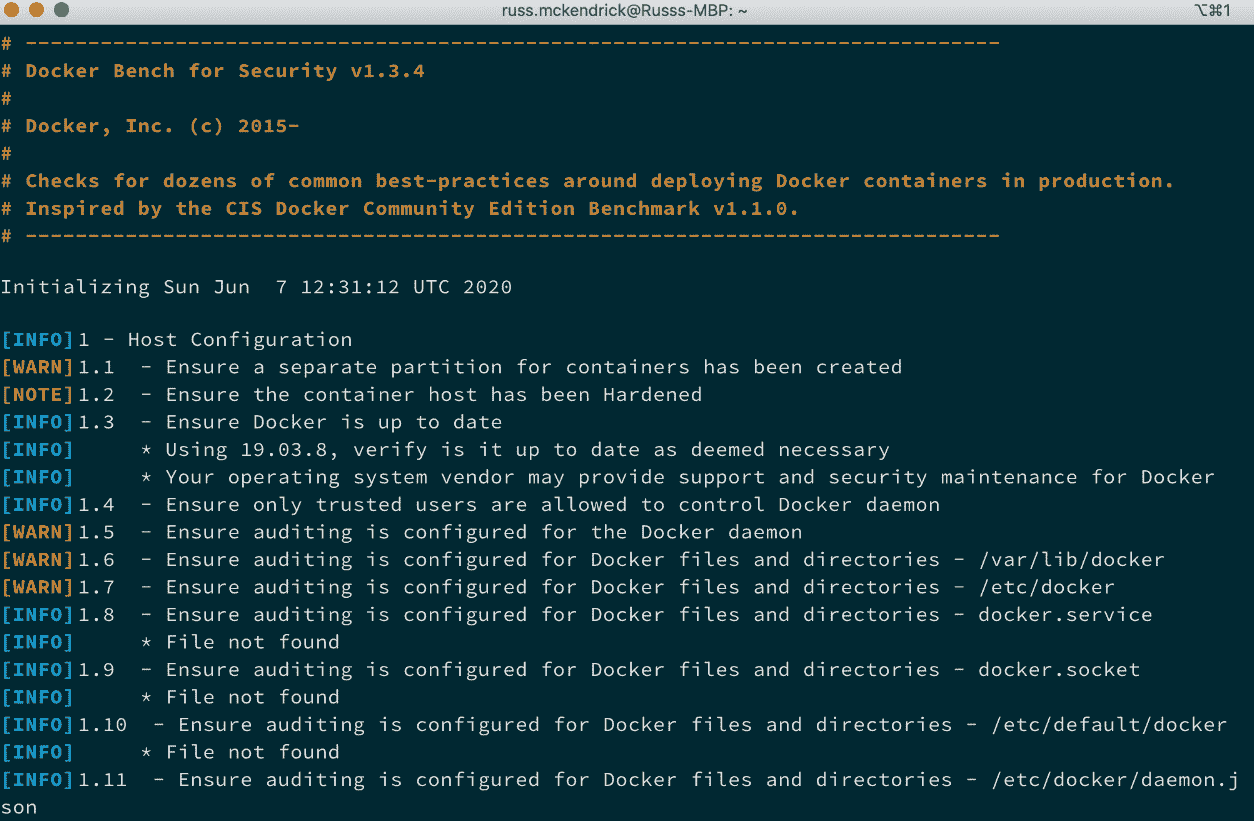 russ.mckendrick@Russs-MBP: ~ ⌥⌘1
# ------------------------------------------------------------------------------
# Docker Bench for Security v1.3.4
#
# Docker, Inc. (c) 2015-
#
# Checks for dozens of common best-practices around deploying Docker containers in production.
# Inspired by the CIS Docker Community Edition Benchmark v1.1.0.
# ------------------------------------------------------------------------------
Initializing Sun Jun  7 12:31:12 UTC 2020
[INFO] 1 - Host Configuration
[WARN] 1.1  - Ensure a separate partition for containers has been created
[NOTE] 1.2  - Ensure the container host has been Hardened
[INFO] 1.3  - Ensure Docker is up to date
[INFO]      * Using 19.03.8, verify is it up to date as deemed necessary
[INFO]      * Your operating system vendor may provide support and security maintenance for Docker
[INFO] 1.4  - Ensure only trusted users are allowed to control Docker daemon
[WARN] 1.5  - Ensure auditing is configured for the Docker daemon
[WARN] 1.6  - Ensure auditing is configured for Docker files and directories - /var/lib/docker
[WARN] 1.7  - Ensure auditing is configured for Docker files and directories - /etc/docker
[INFO] 1.8  - Ensure auditing is configured for Docker files and directories - docker.service
[INFO]      * File not found
[INFO] 1.9  - Ensure auditing is configured for Docker files and directories - docker.socket
[INFO]      * File not found
[INFO] 1.10  - Ensure auditing is configured for Docker files and directories - /etc/default/docker
[INFO]      * File not found
[INFO] 1.11  - Ensure auditing is configured for Docker files and directories - /etc/docker/daemon.j
son